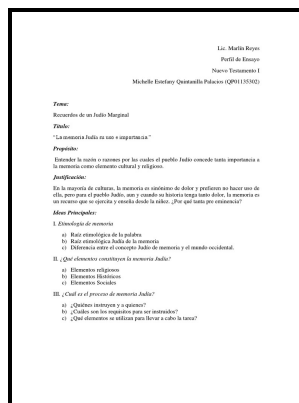 Lic. Marlin Reyes
Perfil de Ensayo
Nuevo Testamento I
Michelle Estefany Quintanilla Palacios (QP01135302)
Tema:
Recuerdos de un Judío Marginal
Título:
"La memoria Judía su uso e importancia."
Propósito:
Entender la razón o razones por las cuales el pueblo Judío concede tanta importancia a
la memoria como elemento cultural y religioso.
Justificación:
En la mayoría de culturas, la memoria es sinónimo de dolor y prefieren no hacer uso de
ella, pero para el pueblo Judío, aun y cuando su historia tenga tanto dolor, la memoria es
un recurso que se ejercita y enseña desde la niñez. ¿Por qué tanta pro eminencia?
Ideas Principales:
I. Etimología de memoria
a) Raíz etimológica de la palabra
b) Raíz etimológica Judía de la memoria
c) Diferencia entre el concepto Judío de memoria y el mundo occidental.
II. ¿Qué elementos constituyen la memoria Judía?
a) Elementos religiosos
b) Elementos Históricos
c) Elementos Sociales
III. ¿Cuál es el proceso de memoria Judía?
a) ¿Quiénes instruyen y a quienes?
b) ¿Cuáles son los requisitos para ser instruidos?
c) ¿Qué elementos se utilizan para llevar a cabo la tarea?